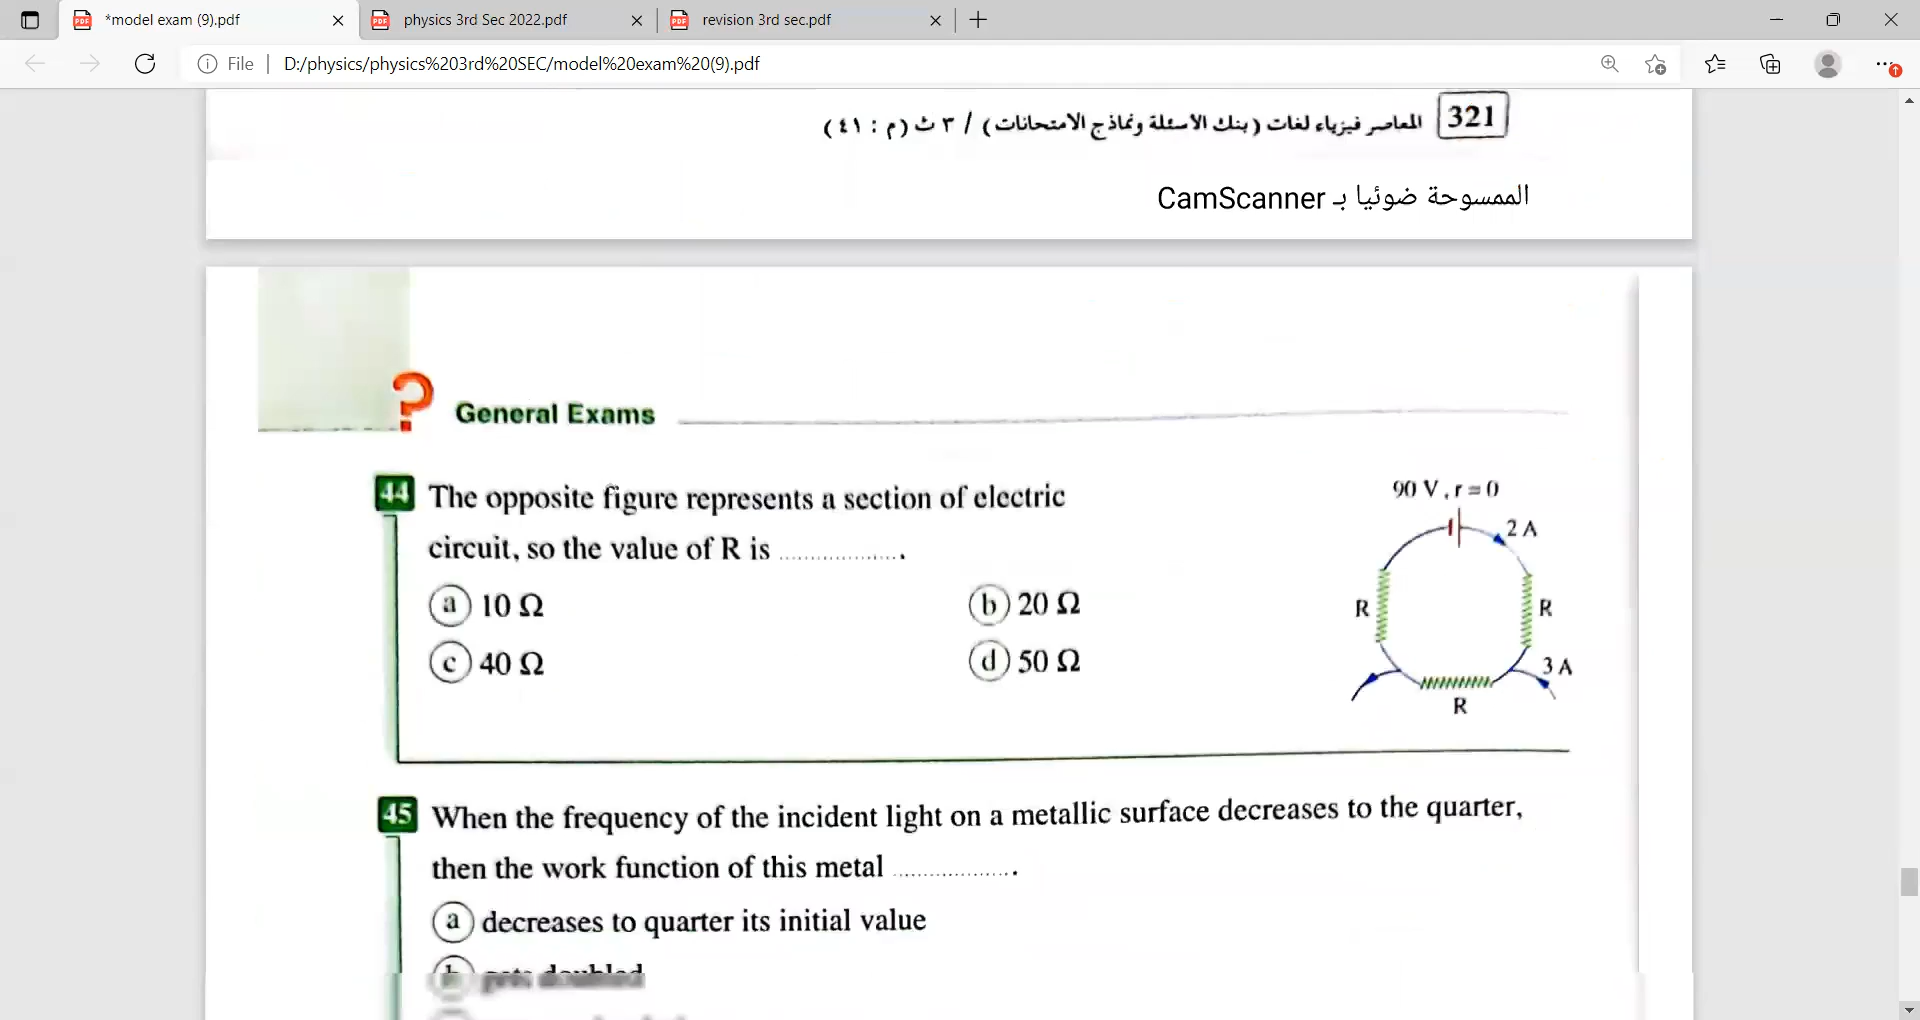 *model exam (9).pdf
physics 3rd Sec 2022.pdf
revision 3rd sec.pdf
File
D:/physics/physics%203rd%20SEC/model%20exam%20(9).pdf
المعاصر فيزياء لغات (بنك الأسئلة ونماذج الامتحانات) / ٣ ث (م : ٤١) 321
الممسوحة ضوئيا بـ CamScanner
General Exams
44 The opposite figure represents a section of electric
circuit, so the value of R is .................. .
a 10 Ω
b 20 Ω
c 40 Ω
d 50 Ω
90 V , r = 0
2 A
R
R
3 A
R
45 When the frequency of the incident light on a metallic surface decreases to the quarter,
then the work function of this metal .................. .
a decreases to quarter its initial value
b gets doubled